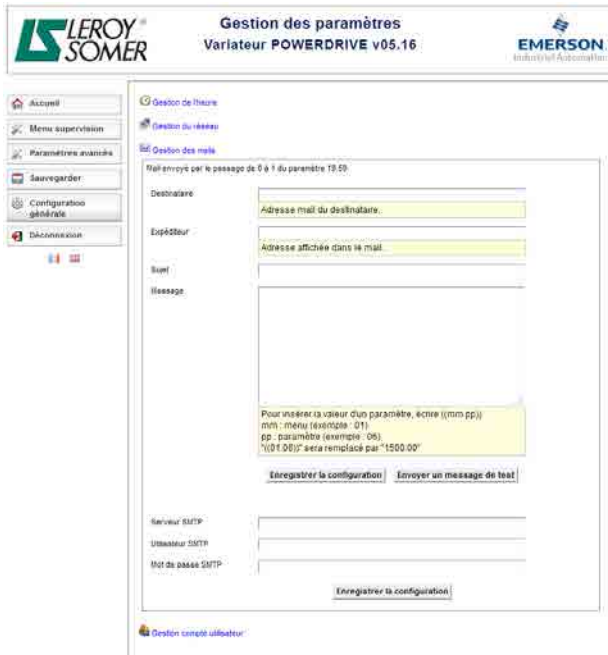 LEROY®
SOMER
Gestion des paramètres
Variateur POWERDRIVE v05.16
EMERSON
Industrial Automation
Accueil
Menu supervision
Paramètres avancés
Sauvegarder
Configuration
générale
Déconnexion
Gestion de l'heure
Gestion du réseau
Gestion des mails
Mail envoyé par le passage de 0 à 1 du paramètre 19.50
Destinataire
Adresse mail du destinataire.
Expéditeur
Adresse affichée dans le mail.
Sujet
Message
Pour insérer la valeur d'un paramètre, écrire ((mm.pp))
mm : menu (exemple : 01)
pp : paramètre (exemple : 06)
"((01.06))" sera remplacé par "1500.00"
Enregistrer la configuration
Envoyer un message de test
Serveur SMTP
Utilisateur SMTP
Mot de passe SMTP
Enregistrer la configuration
Gestion compte utilisateur